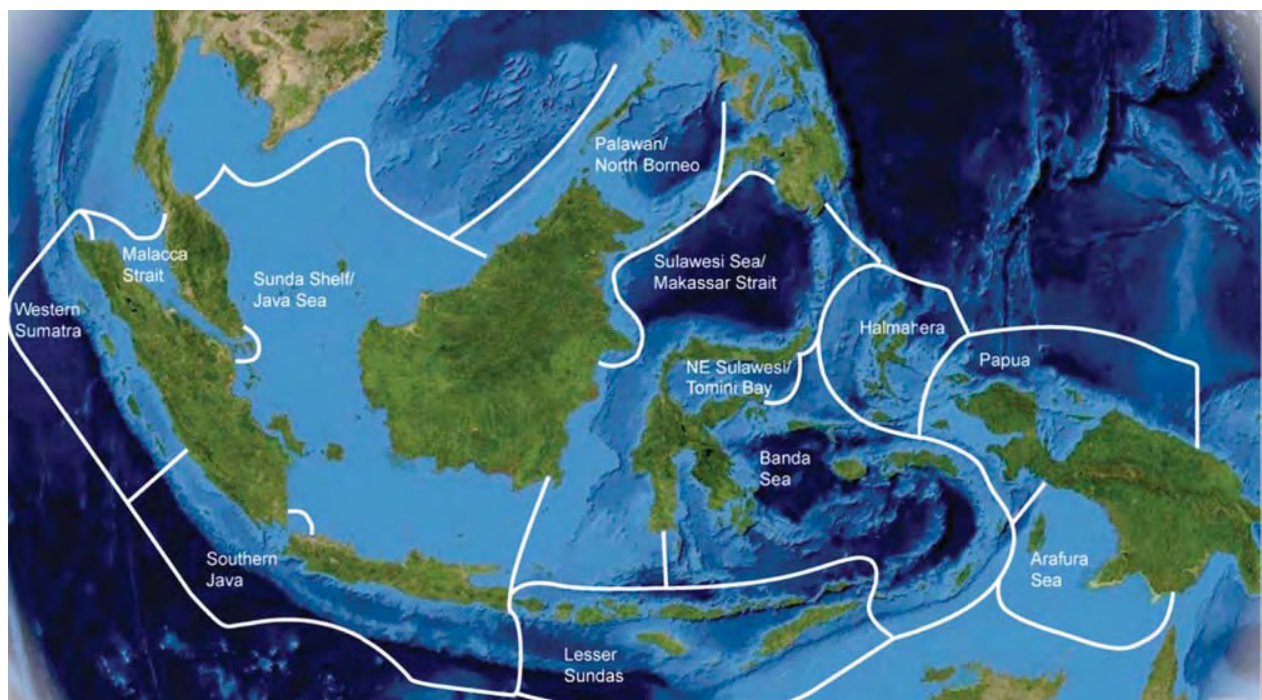 Palawan/
North Borneo
Malacca
Strait
Sunda Shelf/
Java Sea
Sulawesi Sea/
Makassar Strait
Western
Sumatra
Halmahera
NE Sulawesi/
Tomini Bay
Papua
Banda
Sea
Southern
Java
Arafura
Sea
Lesser
Sundas